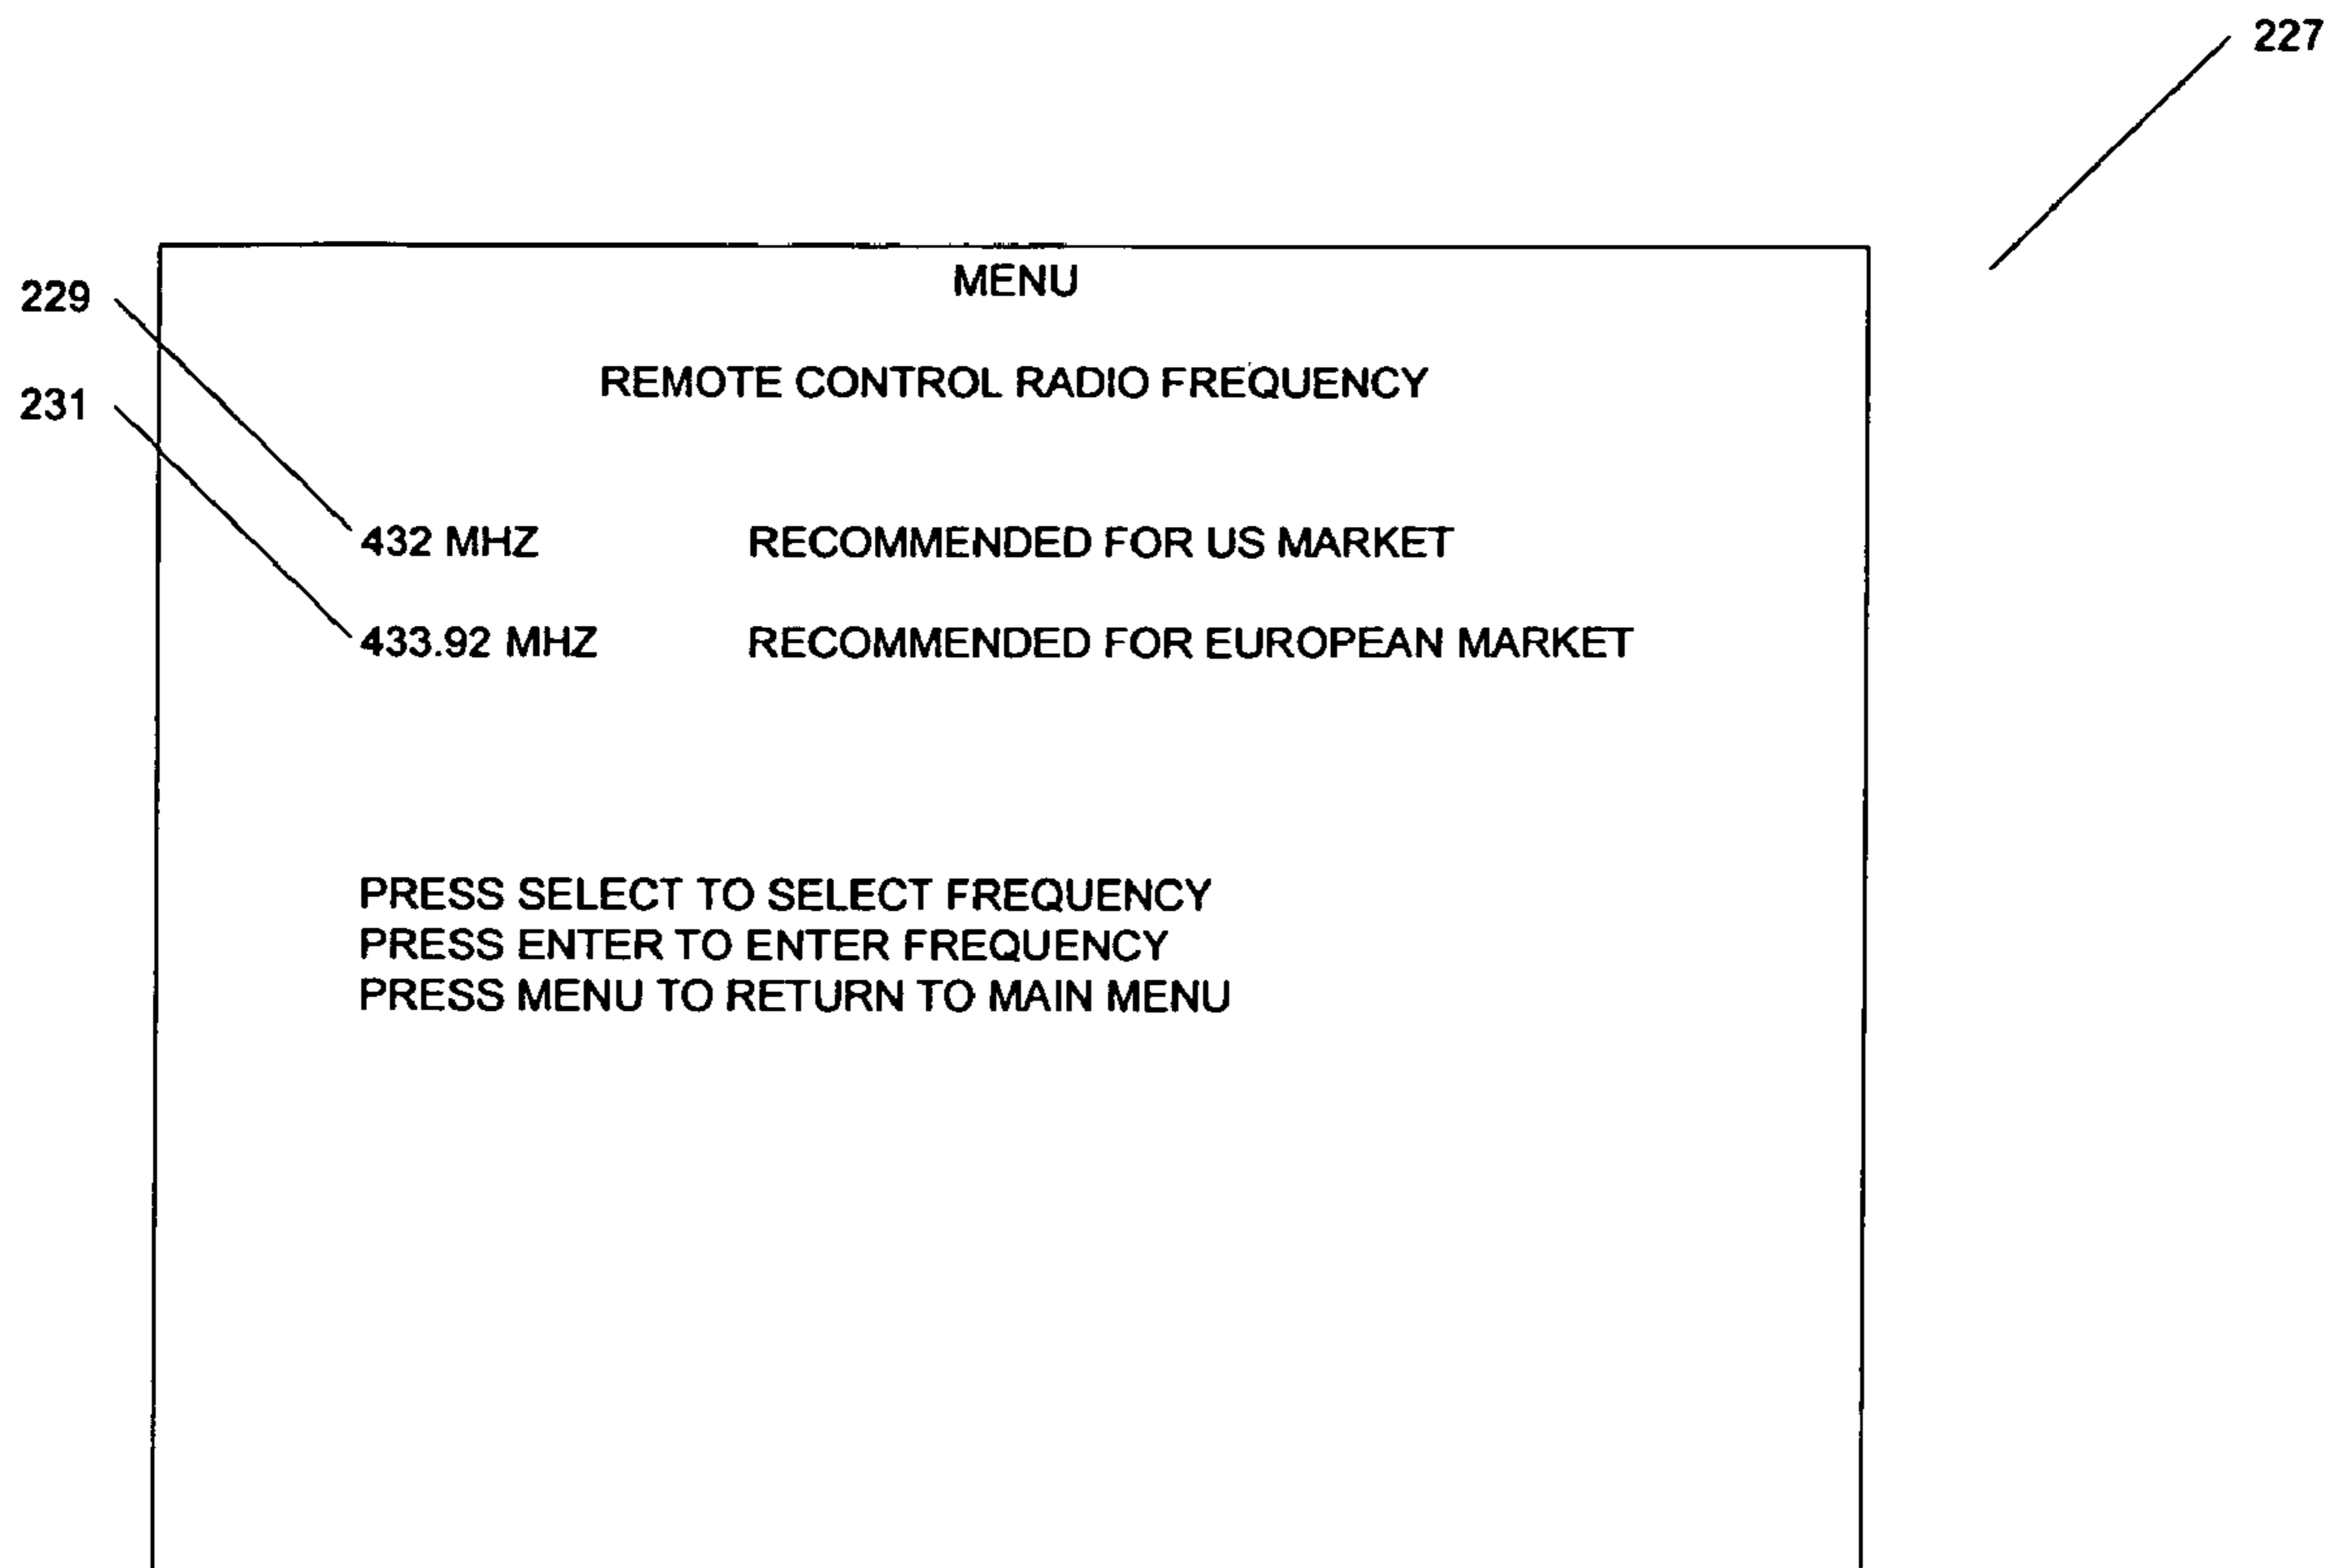 227
MENU
229
REMOTE CONTROL RADIO FREQUENCY
231
432 MHZ RECOMMENDED FOR US MARKET
433.92 MHZ RECOMMENDED FOR EUROPEAN MARKET
PRESS SELECT TO SELECT FREQUENCY
PRESS ENTER TO ENTER FREQUENCY
PRESS MENU TO RETURN TO MAIN MENU